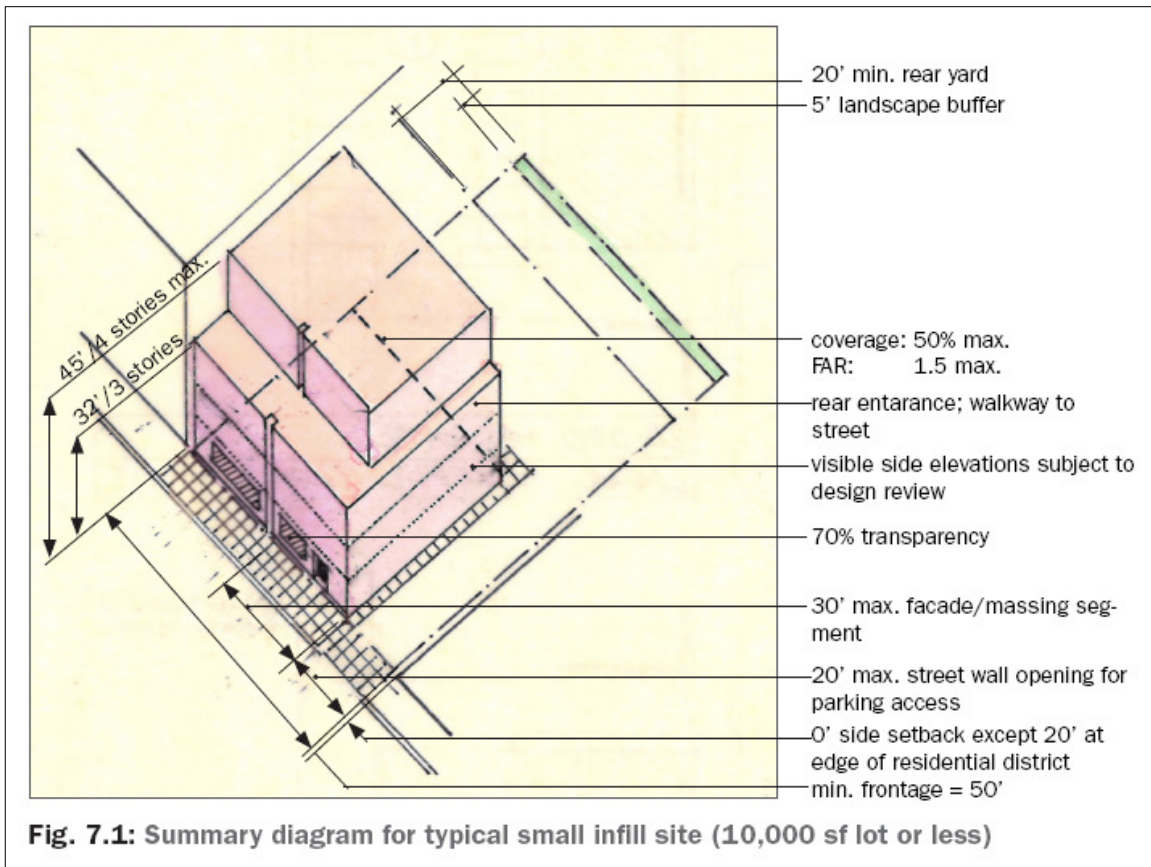 20' min. rear yard
5' landscape buffer
45'/4 stories max.
32'/3 stories
coverage: 50% max.
FAR: 1.5 max.
rear entarance; walkway to
street
visible side elevations subject to
design review
70% transparency
30' max. facade/massing seg-
ment
20' max. street wall opening for
parking access
0' side setback except 20' at
edge of residential district
min. frontage = 50'
Fig. 7.1: Summary diagram for typical small infill site (10,000 sf lot or less)